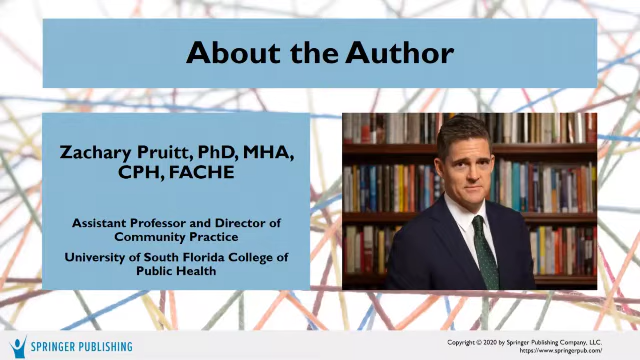 About the Author
Zachary Pruitt, PhD, MHA,
CPH, FACHE
Assistant Professor and Director of
Community Practice
University of South Florida College of
Public Health
SPRINGER PUBLISHING
Copyright © 2020 by Springer Publishing Company, LLC.
https://www.springerpub.com/